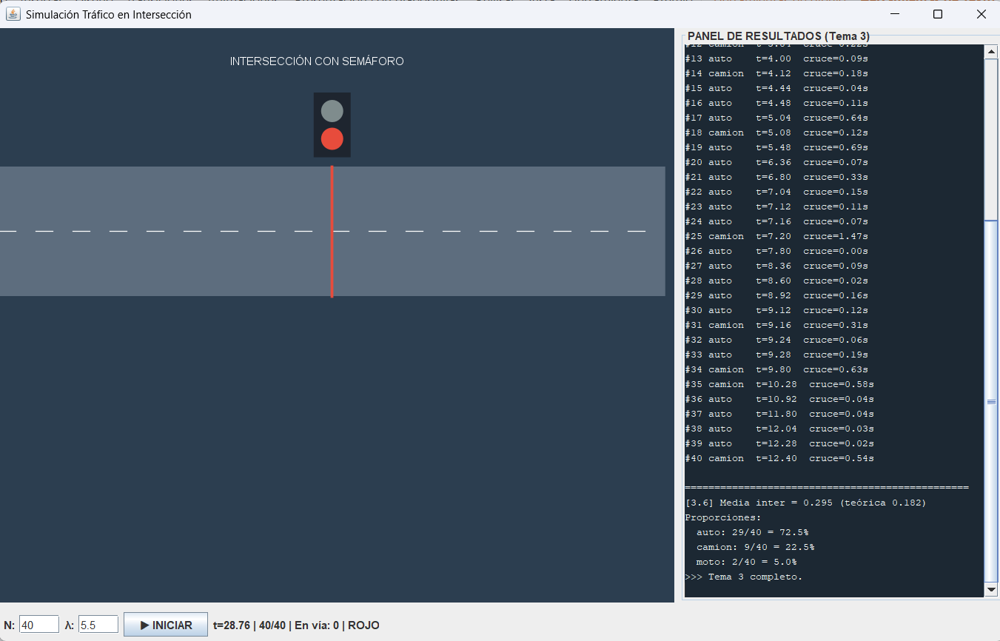 Simulación Tráfico en Intersección
INTERSECCIÓN CON SEMÁFORO
PANEL DE RESULTADOS (Tema 3)
#13 auto t=4.00 cruce=0.09s
#14 camion t=4.12 cruce=0.18s
#15 auto t=4.44 cruce=0.04s
#16 auto t=4.48 cruce=0.11s
#17 auto t=5.04 cruce=0.64s
#18 camion t=5.08 cruce=0.12s
#19 auto t=5.48 cruce=0.69s
#20 auto t=6.36 cruce=0.07s
#21 auto t=6.80 cruce=0.33s
#22 auto t=7.04 cruce=0.15s
#23 auto t=7.12 cruce=0.11s
#24 auto t=7.16 cruce=0.07s
#25 camion t=7.20 cruce=1.47s
#26 auto t=7.80 cruce=0.00s
#27 auto t=8.36 cruce=0.09s
#28 auto t=8.60 cruce=0.02s
#29 auto t=8.92 cruce=0.16s
#30 auto t=9.12 cruce=0.12s
#31 camion t=9.16 cruce=0.31s
#32 auto t=9.24 cruce=0.06s
#33 auto t=9.28 cruce=0.19s
#34 camion t=9.80 cruce=0.63s
#35 camion t=10.28 cruce=0.58s
#36 auto t=10.92 cruce=0.04s
#37 auto t=11.80 cruce=0.04s
#38 auto t=12.04 cruce=0.03s
#39 auto t=12.28 cruce=0.02s
#40 camion t=12.40 cruce=0.54s
================================================
[3.6] Media inter = 0.295 (teórica 0.182)
Proporciones:
auto: 29/40 = 72.5%
camion: 9/40 = 22.5%
moto: 2/40 = 5.0%
>>> Tema 3 completo.
N: 40 λ: 5.5 ▶ INICIAR t=28.76 | 40/40 | En vía: 0 | ROJO